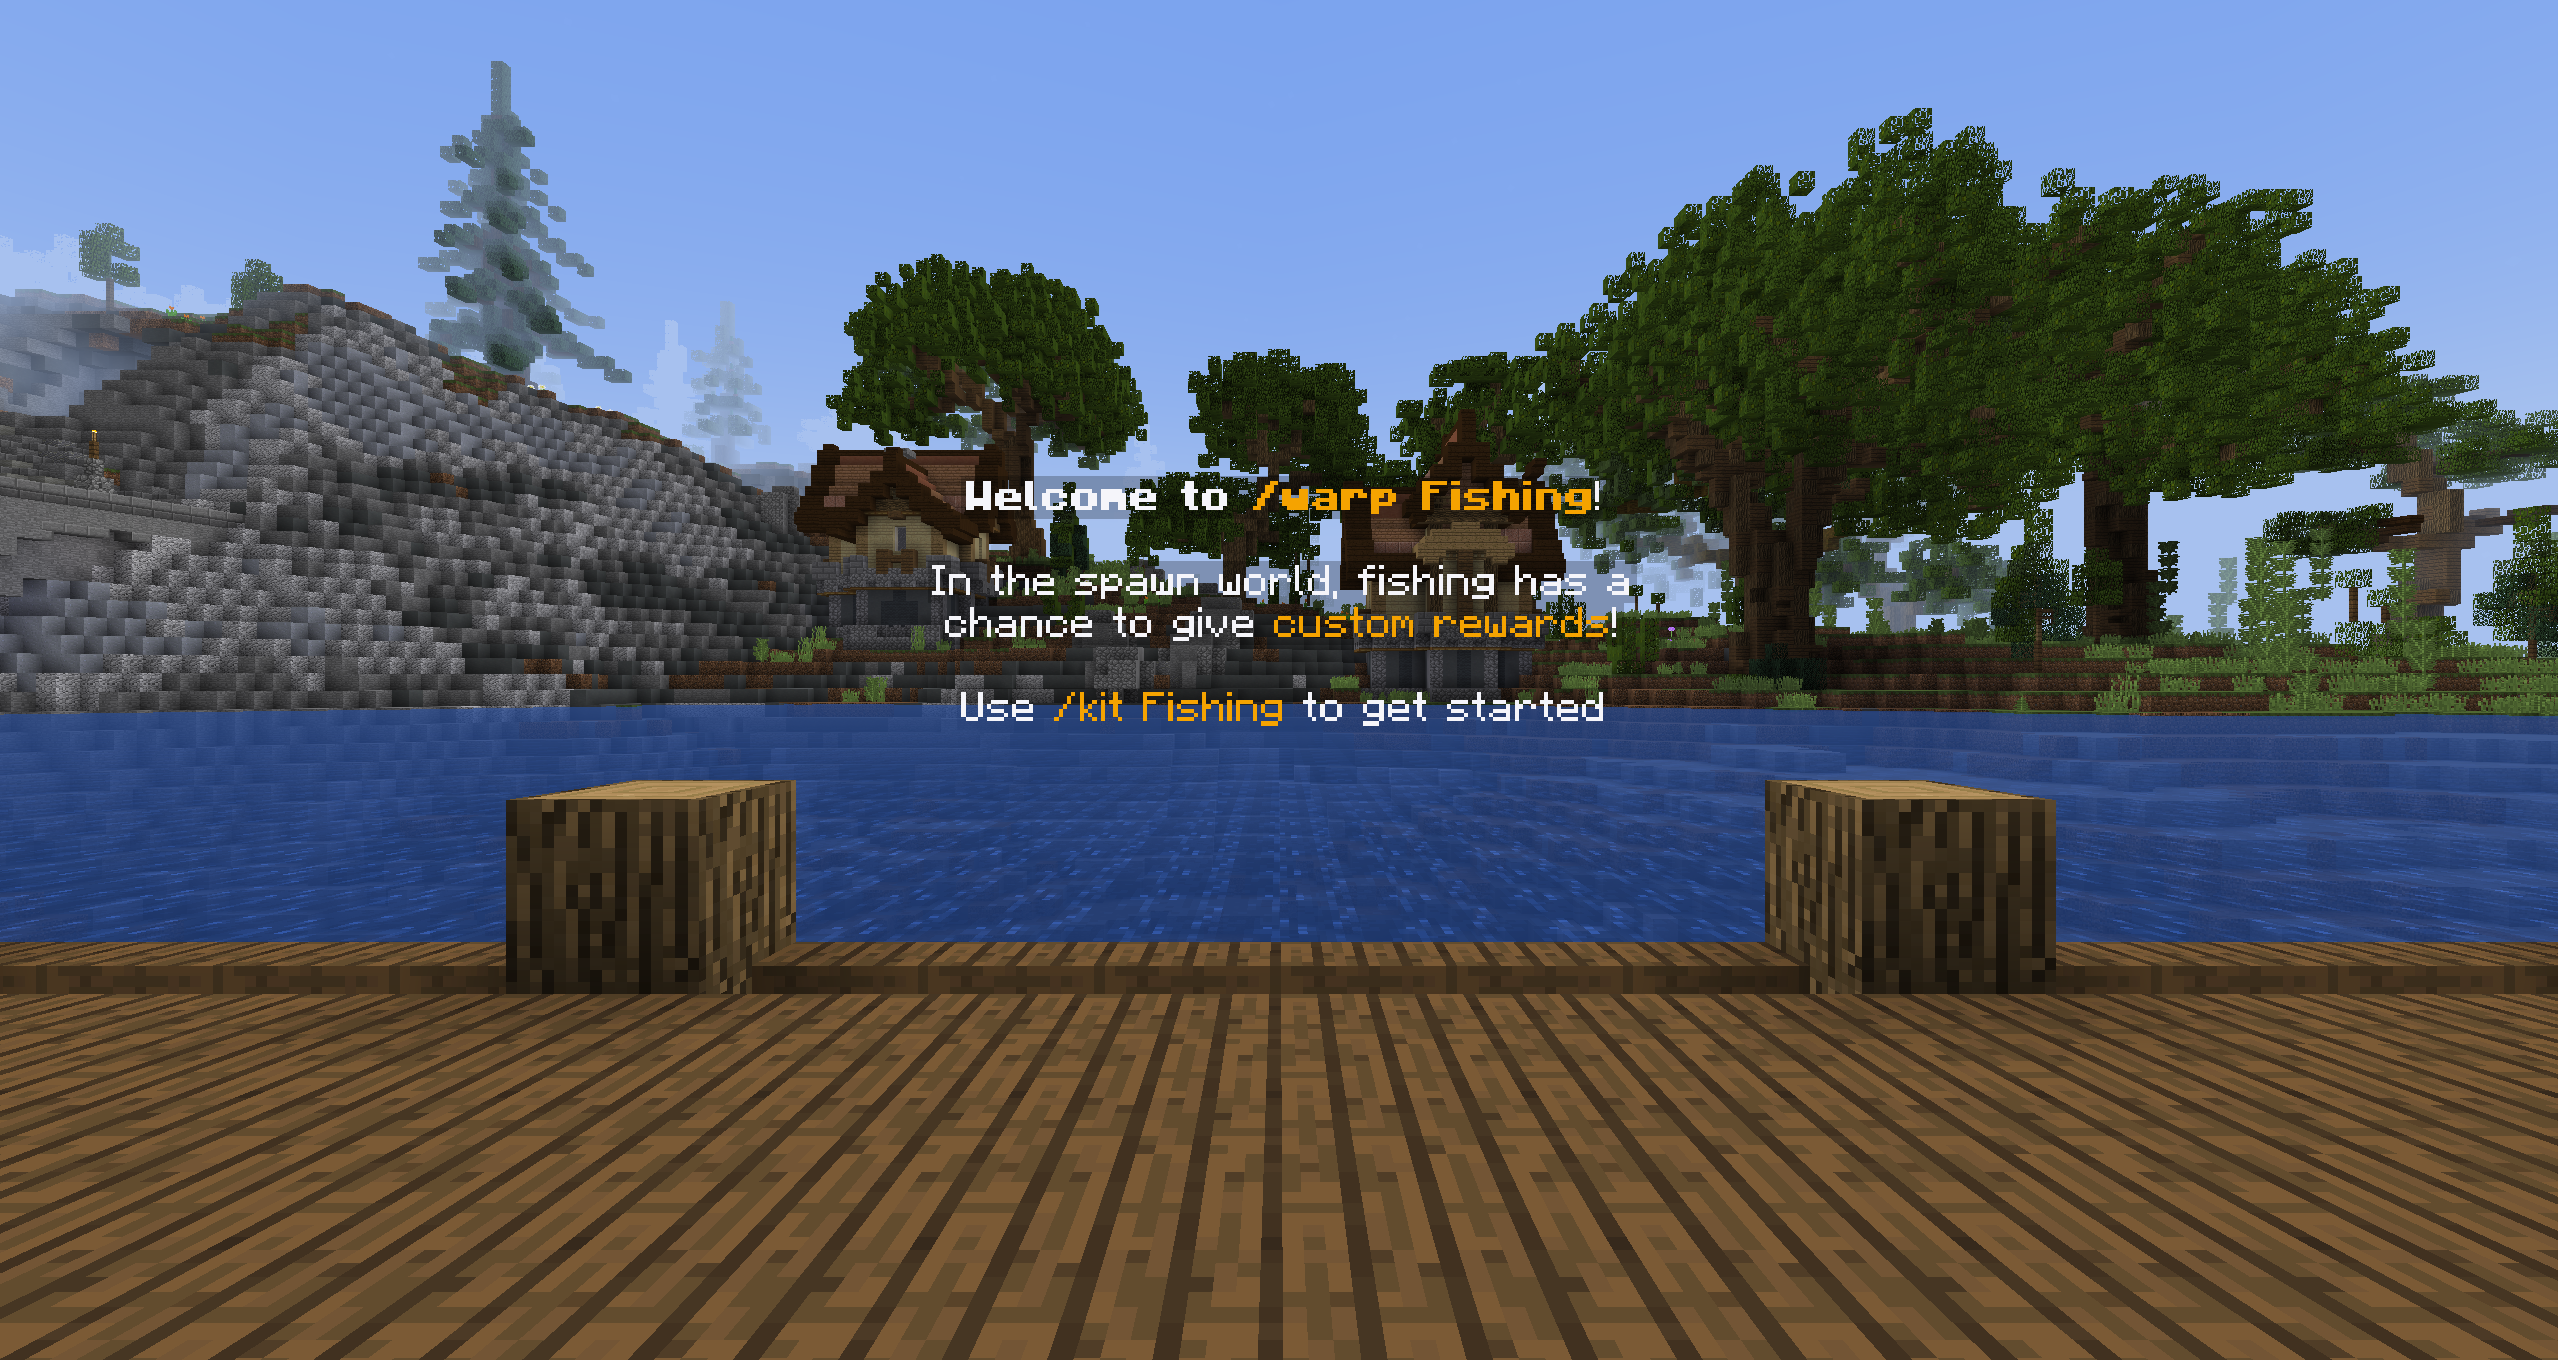 Welcome to /warp Fishing!
In the spawn world, fishing has a
chance to give custom rewards!
Use /kit Fishing to get started